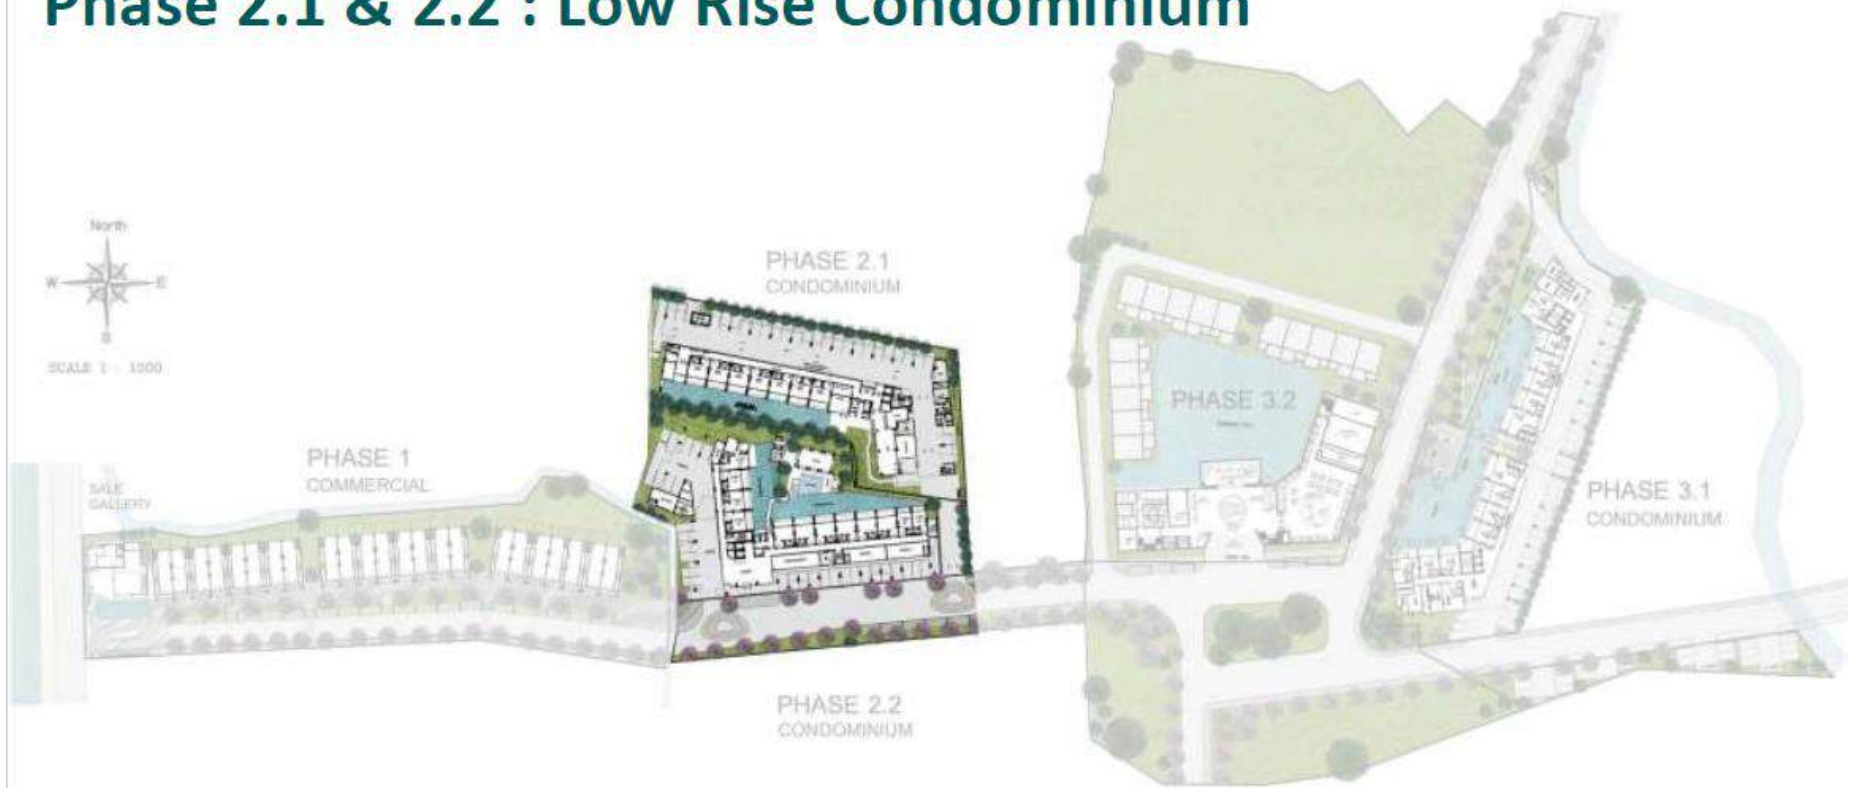 Phase 2.1 & 2.2 : Low Rise Condominium
North
W
E
S
SCALE 1 : 1000
PHASE 2.1
CONDOMINIUM
PHASE 1
COMMERCIAL
SALE
GALLERY
PHASE 3.2
PHASE 3.1
CONDOMINIUM
PHASE 2.2
CONDOMINIUM